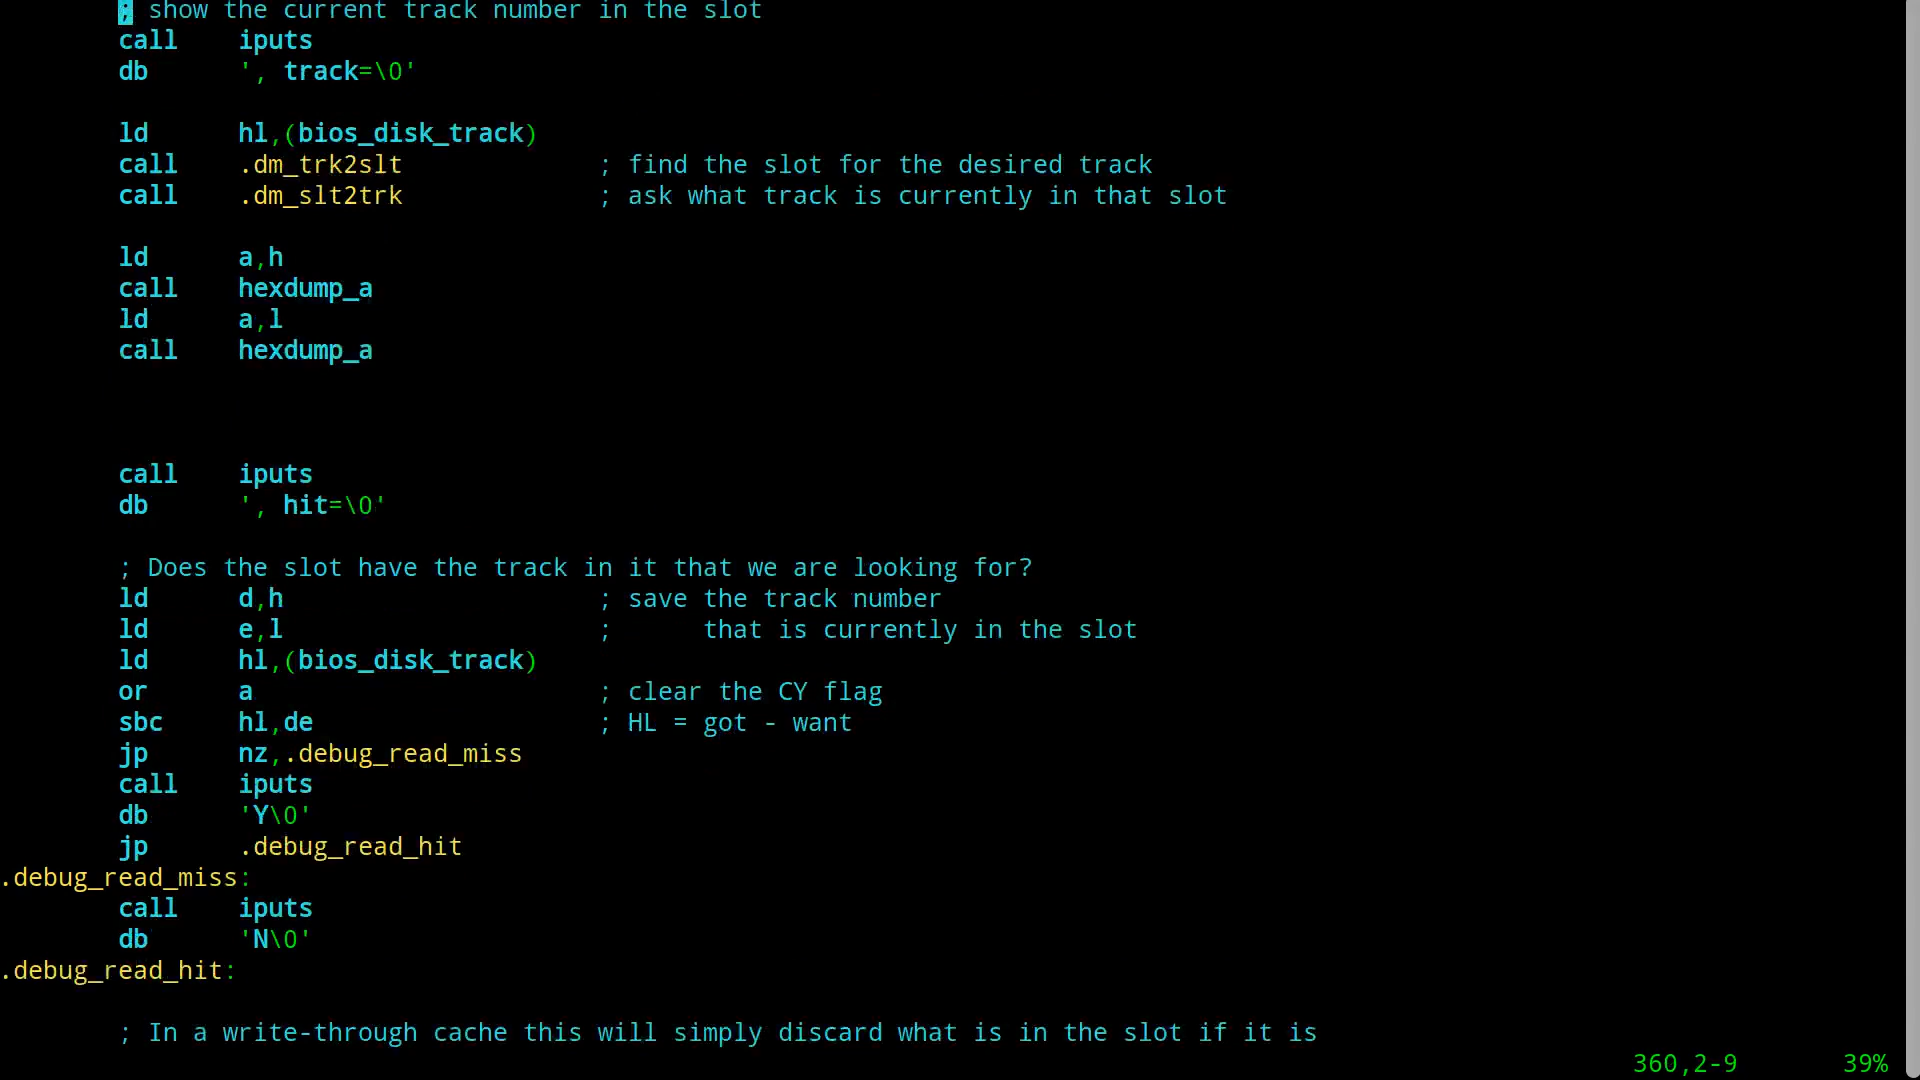 ; show the current track number in the slot
call    iputs
db      ', track=\0'
ld      hl,(bios_disk_track)
call    .dm_trk2slt             ; find the slot for the desired track
call    .dm_slt2trk             ; ask what track is currently in that slot
ld      a,h
call    hexdump_a
ld      a,l
call    hexdump_a
call    iputs
db      ', hit=\0'
; Does the slot have the track in it that we are looking for?
ld      d,h                     ; save the track number
ld      e,l                     ;      that is currently in the slot
ld      hl,(bios_disk_track)
or      a                       ; clear the CY flag
sbc     hl,de                   ; HL = got - want
jp      nz,.debug_read_miss
call    iputs
db      'Y\0'
jp      .debug_read_hit
.debug_read_miss:
call    iputs
db      'N\0'
.debug_read_hit:
; In a write-through cache this will simply discard what is in the slot if it is
360,2-9       39%